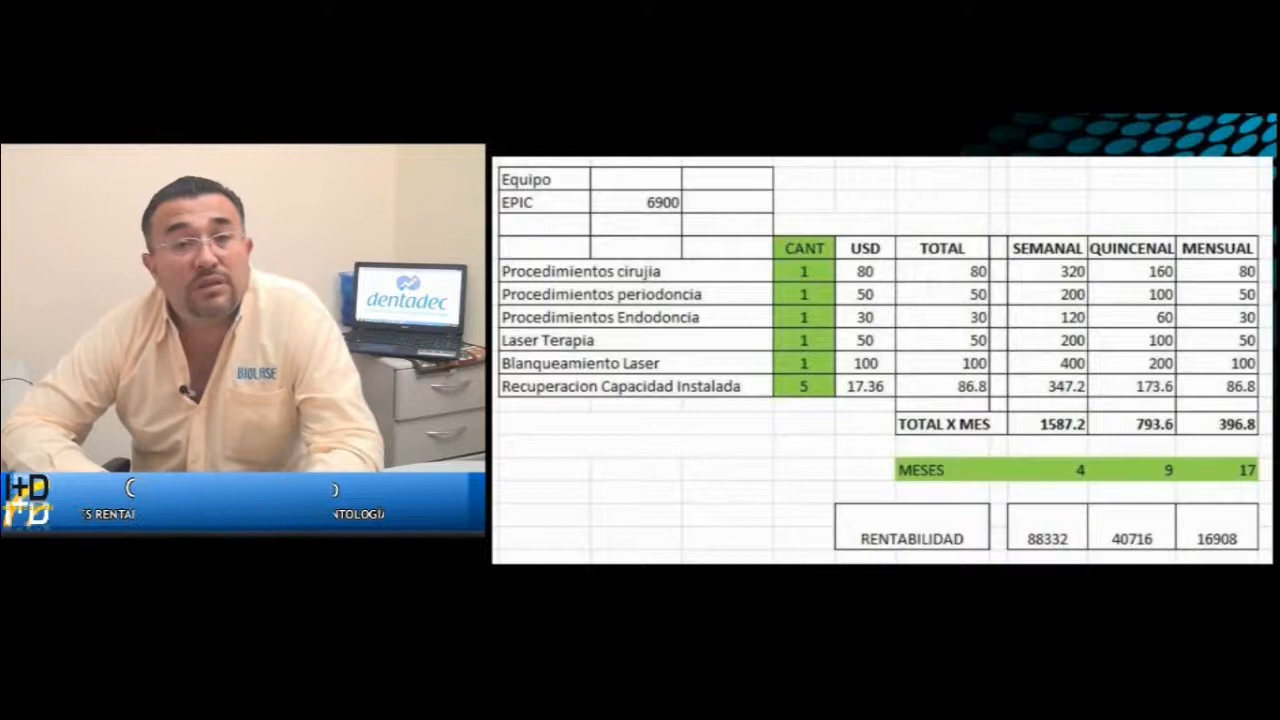 dentadec
BIOLASE
I+D
S RENTA
NTOLOGÍA
Equipo
EPIC 6900
CANT USD TOTAL SEMANAL QUINCENAL MENSUAL
Procedimientos cirujia 1 80 80 320 160 80
Procedimientos periodoncia 1 50 50 200 100 50
Procedimientos Endodoncia 1 30 30 120 60 30
Laser Terapia 1 50 50 200 100 50
Blanqueamiento Laser 1 100 100 400 200 100
Recuperacion Capacidad Instalada 5 17.36 86.8 347.2 173.6 86.8
TOTAL X MES 1587.2 793.6 396.8
MESES 4 9 17
RENTABILIDAD 88332 40716 16908